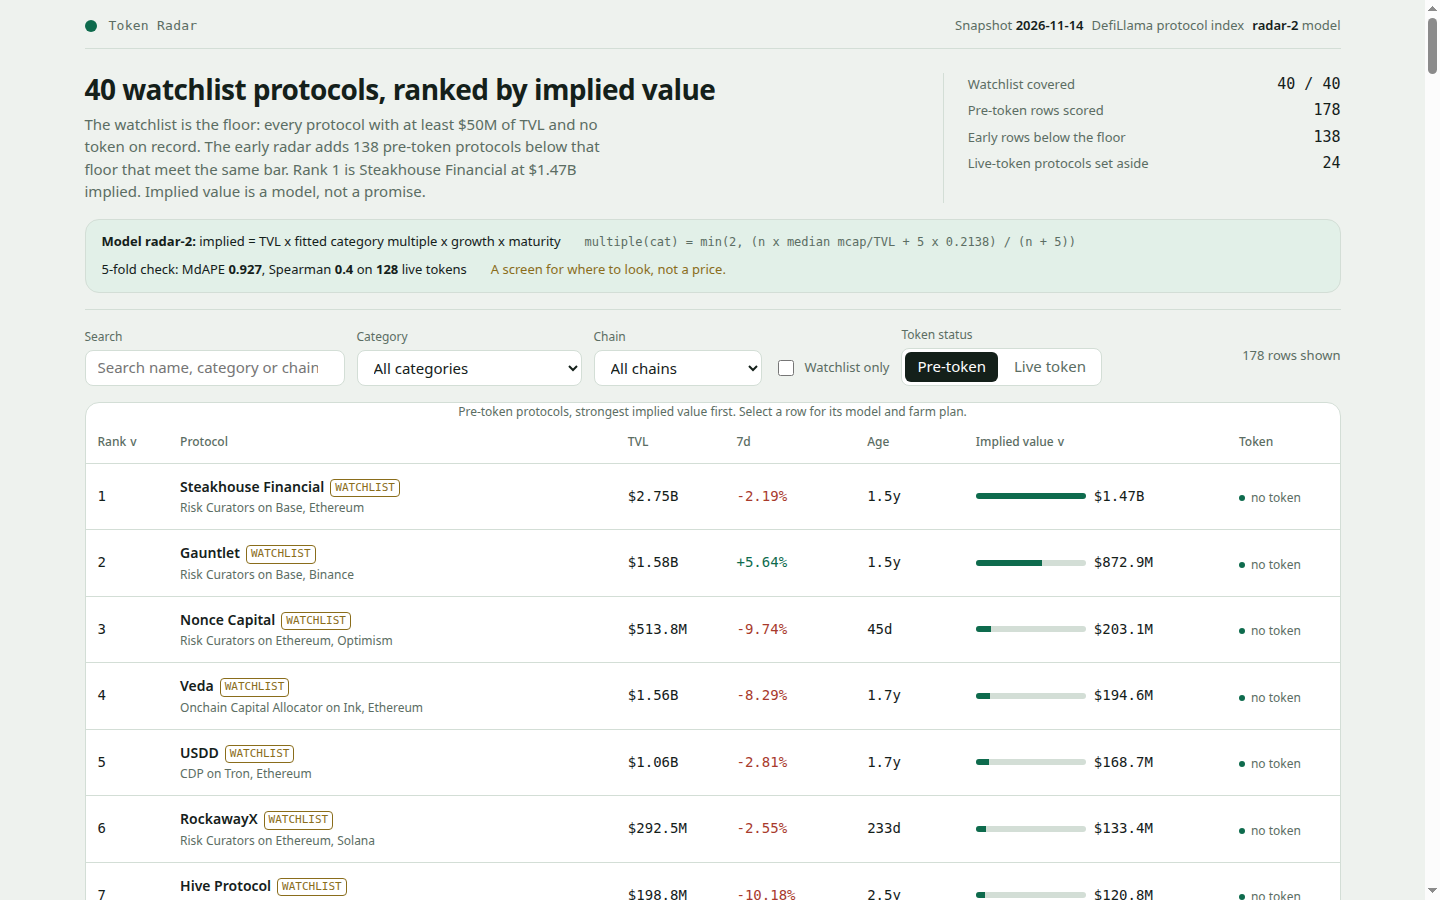 Token Radar
Snapshot 2026-11-14 DefiLlama protocol index radar-2 model
40 watchlist protocols, ranked by implied value
The watchlist is the floor: every protocol with at least $50M of TVL and no
token on record. The early radar adds 138 pre-token protocols below that
floor that meet the same bar. Rank 1 is Steakhouse Financial at $1.47B
implied. Implied value is a model, not a promise.
Watchlist covered 40 / 40
Pre-token rows scored 178
Early rows below the floor 138
Live-token protocols set aside 24
Model radar-2: implied = TVL x fitted category multiple x growth x maturity multiple(cat) = min(2, (n x median mcap/TVL + 5 x 0.2138) / (n + 5))
5-fold check: MdAPE 0.927, Spearman 0.4 on 128 live tokens A screen for where to look, not a price.
Search
Category
Chain
Token status
Search name, category or chain
All categories
All chains
Watchlist only
Pre-token Live token
178 rows shown
Pre-token protocols, strongest implied value first. Select a row for its model and farm plan.
Rank v Protocol TVL 7d Age Implied value v Token
1 Steakhouse Financial WATCHLIST $2.75B -2.19% 1.5y $1.47B no token
Risk Curators on Base, Ethereum
2 Gauntlet WATCHLIST $1.58B +5.64% 1.5y $872.9M no token
Risk Curators on Base, Binance
3 Nonce Capital WATCHLIST $513.8M -9.74% 45d $203.1M no token
Risk Curators on Ethereum, Optimism
4 Veda WATCHLIST $1.56B -8.29% 1.7y $194.6M no token
Onchain Capital Allocator on Ink, Ethereum
5 USDD WATCHLIST $1.06B -2.81% 1.7y $168.7M no token
CDP on Tron, Ethereum
6 RockawayX WATCHLIST $292.5M -2.55% 233d $133.4M no token
Risk Curators on Ethereum, Solana
7 Hive Protocol WATCHLIST $198.8M -10.18% 2.5y $120.8M no token